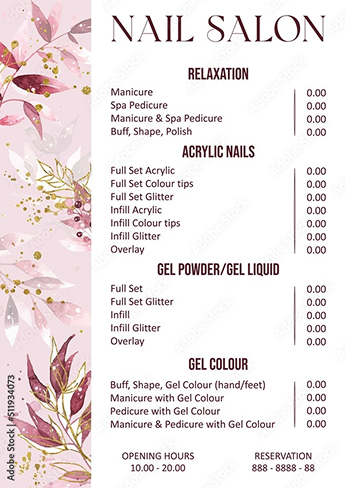 NAIL SALON
RELAXATION
Manicure 0.00
Spa Pedicure 0.00
Manicure & Spa Pedicure 0.00
Buff, Shape, Polish 0.00
ACRYLIC NAILS
Full Set Acrylic 0.00
Full Set Colour tips 0.00
Full Set Glitter 0.00
Infill Acrylic 0.00
Infill Colour tips 0.00
Infill Glitter 0.00
Overlay 0.00
GEL POWDER/GEL LIQUID
Full Set 0.00
Full Set Glitter 0.00
Infill 0.00
Infill Glitter 0.00
Overlay 0.00
GEL COLOUR
Buff, Shape, Gel Colour (hand/feet) 0.00
Manicure with Gel Colour 0.00
Pedicure with Gel Colour 0.00
Manicure & Pedicure with Gel Colour 0.00
OPENING HOURS RESERVATION
10.00 - 20.00 888 - 8888 - 88
Adobe Stock | #511934073